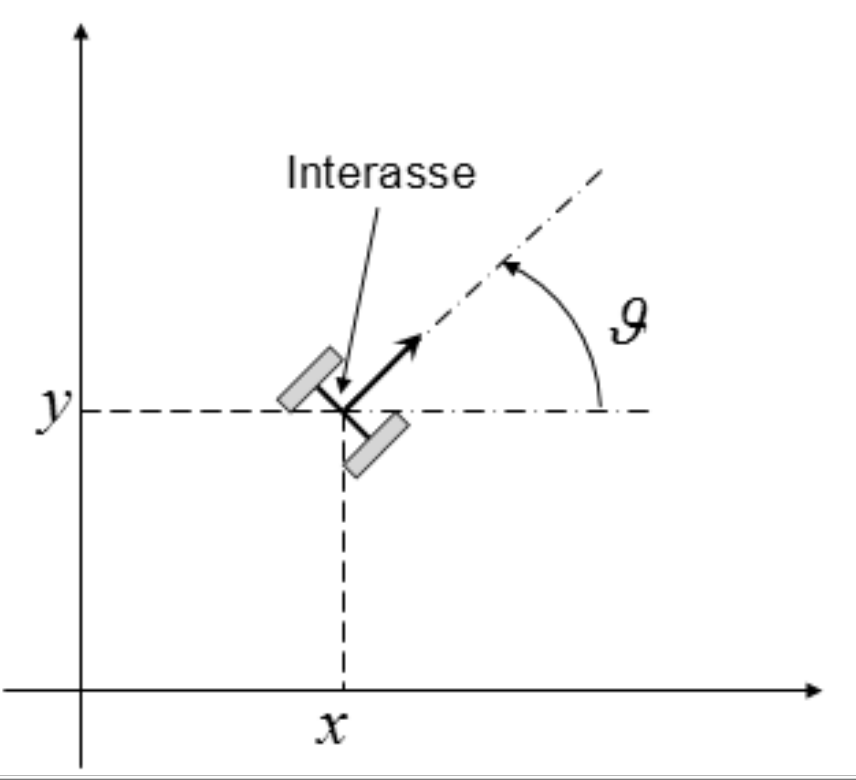 Interasse
ϑ
y
x